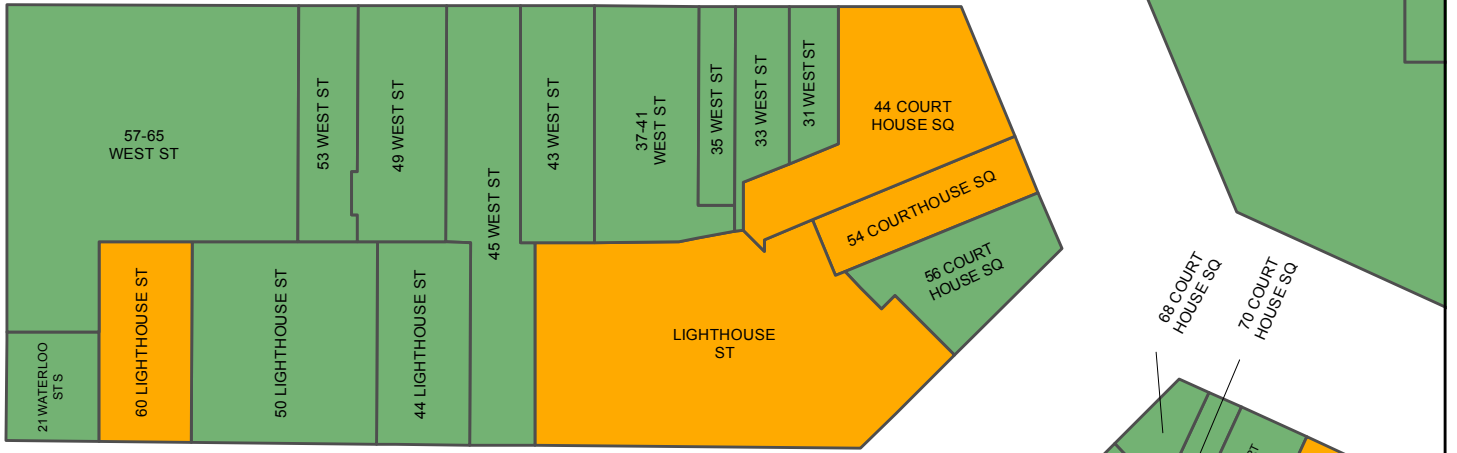 57-65
WEST ST
53 WEST ST
49 WEST ST
45 WEST ST
43 WEST ST
37-41
WEST ST
35 WEST ST
33 WEST ST
31 WEST ST
44 COURT
HOUSE SQ
54 COURTHOUSE SQ
56 COURT
HOUSE SQ
21 WATERLOO
ST S
60 LIGHTHOUSE ST
50 LIGHTHOUSE ST
44 LIGHTHOUSE ST
LIGHTHOUSE
ST
68 COURT
HOUSE SQ
70 COURT
HOUSE SQ